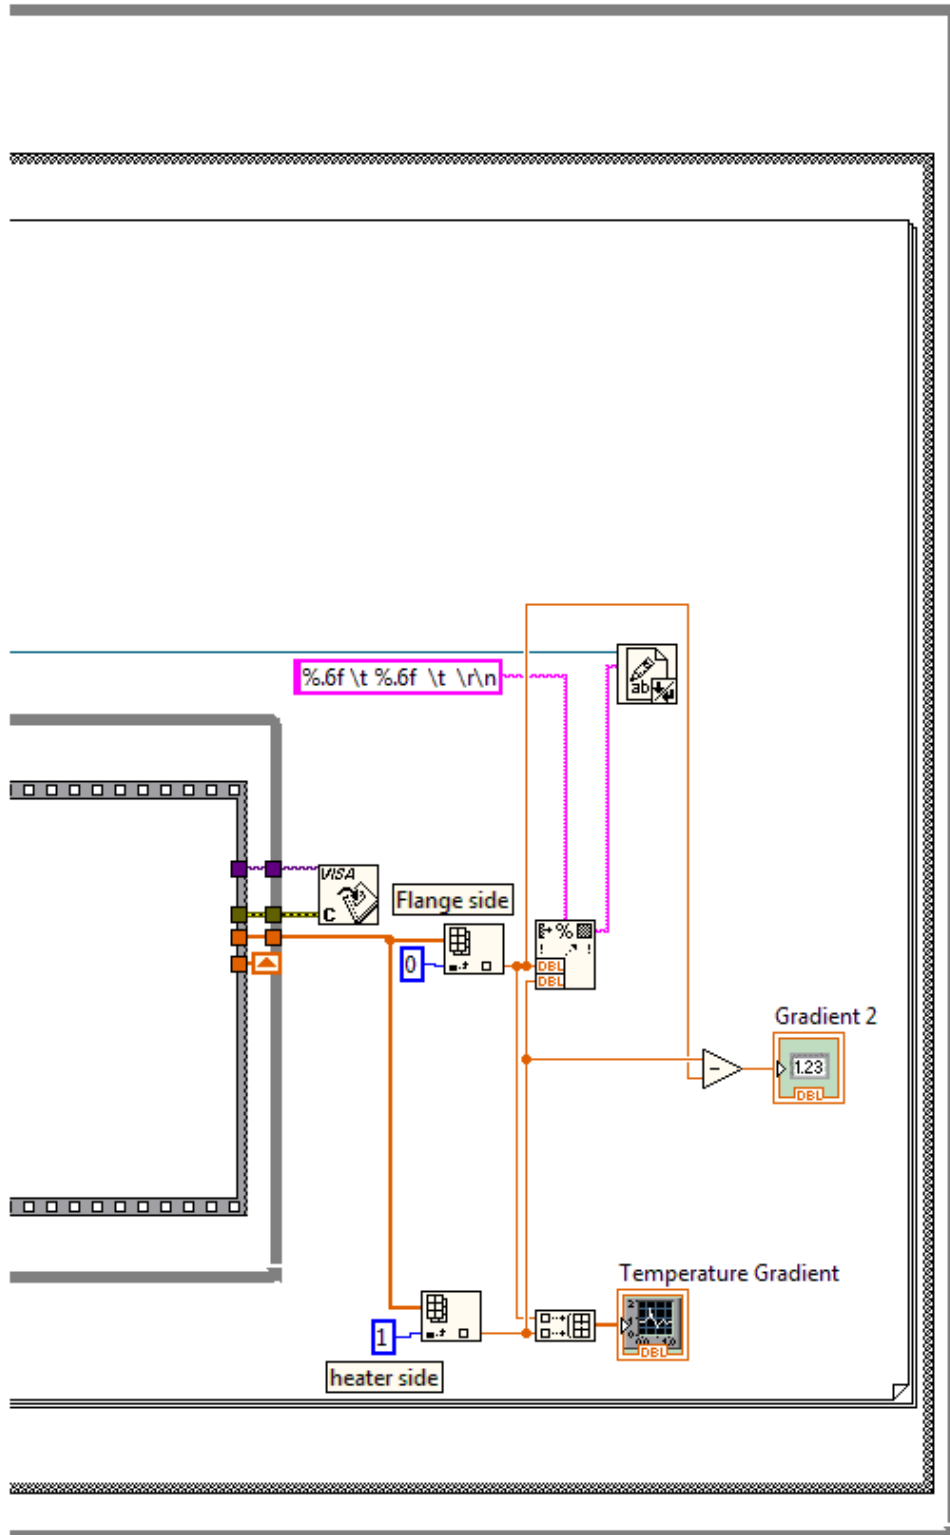 %.6f \t %.6f \t \r\n
VISA
C
Flange side
0
%
DBL
DBL
ab
Gradient 2
-
1.23
DBL
Temperature Gradient
1
DBL
heater side